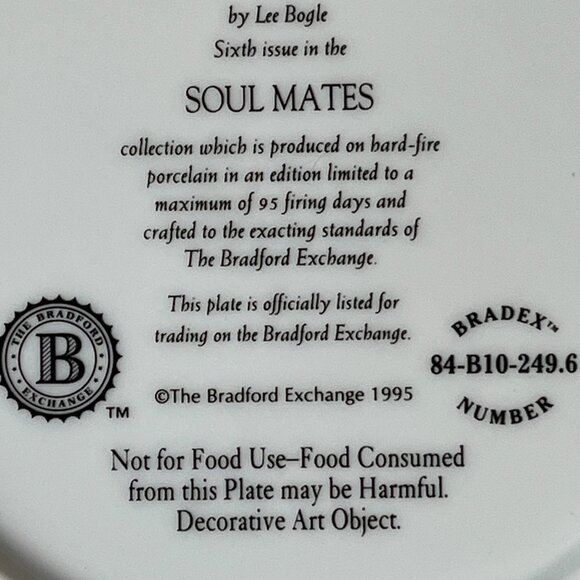 by Lee Bogle
Sixth issue in the
SOUL MATES
collection which is produced on hard-fire
porcelain in an edition limited to a
maximum of 95 firing days and
crafted to the exacting standards of
The Bradford Exchange.
This plate is officially listed for
trading on the Bradford Exchange.
THE BRADFORD
B
EXCHANGE
TM
©The Bradford Exchange 1995
BRADEX™
84-B10-249.6
NUMBER
Not for Food Use–Food Consumed
from this Plate may be Harmful.
Decorative Art Object.